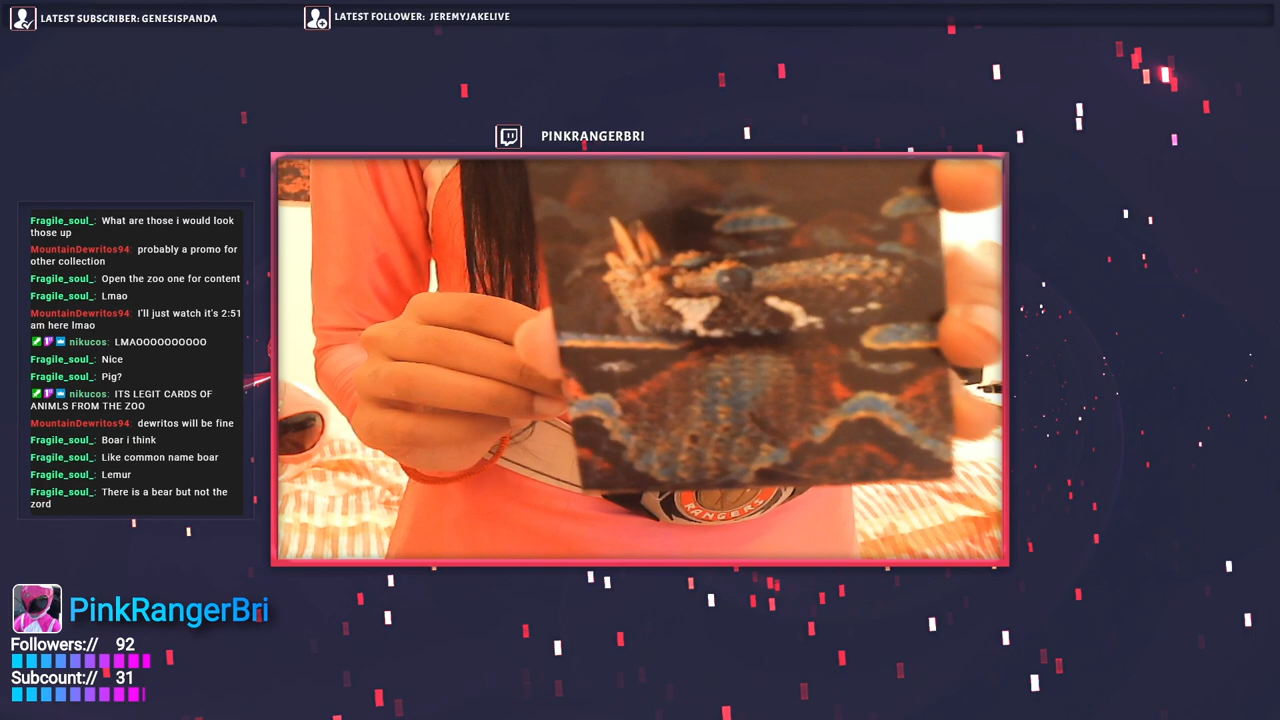 LATEST SUBSCRIBER: GENESISPANDA
LATEST FOLLOWER: JEREMYJAKELIVE
PINKRANGERBRI
Fragile_soul_: What are those i would look
those up
MountainDewritos94: probably a promo for
other collection
Fragile_soul_: Open the zoo one for content
Fragile_soul_: Lmao
MountainDewritos94: I'll just watch it's 2:51
am here lmao
nikucos: LMAOOOOOOOOOO
Fragile_soul_: Nice
Fragile_soul_: Pig?
nikucos: ITS LEGIT CARDS OF
ANIMLS FROM THE ZOO
MountainDewritos94: dewritos will be fine
Fragile_soul_: Boar i think
Fragile_soul_: Like common name boar
Fragile_soul_: Lemur
Fragile_soul_: There is a bear but not the
zord
RANGERS
PinkRangerBri
Followers:// 92
Subcount:// 31